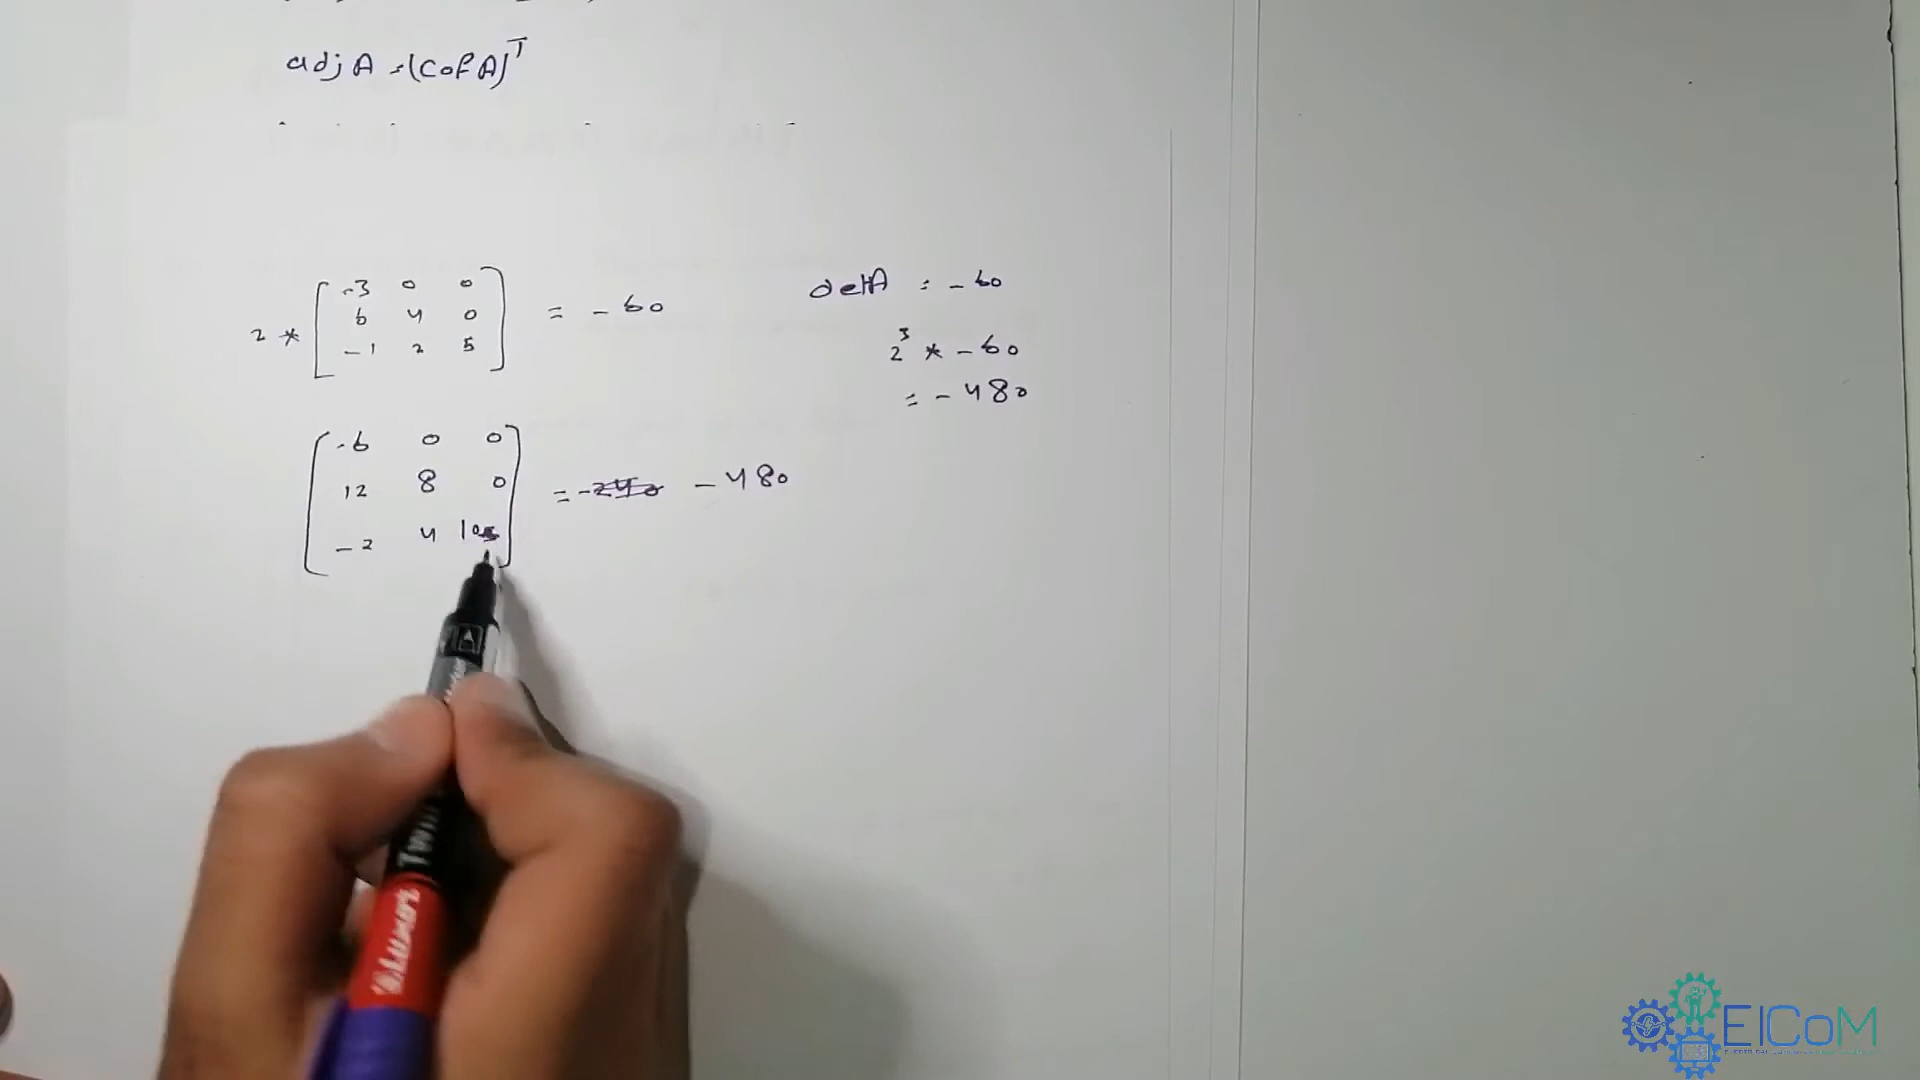 adj A = (Cof A)^T
2 * [ -3 0 0
6 4 0
-1 2 5 ] = -60
det A = -60
2^3 * -60
= -480
[ -6 0 0
12 8 0
-2 4 10 ] = -240 -480
A
Twin
EICoM